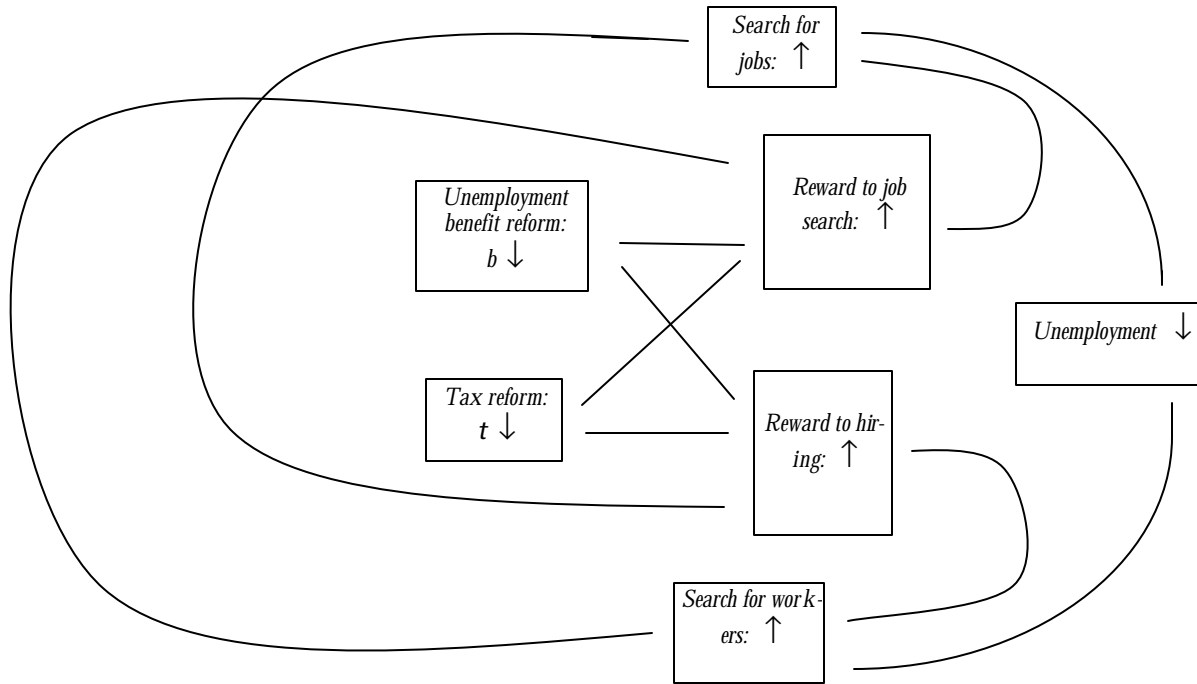 Search for
jobs: ↑
Reward to job
search: ↑
Unemployment
benefit reform:
b ↓
Unemployment ↓
Tax reform:
t ↓
Reward to hir-
ing: ↑
Search for work-
ers: ↑